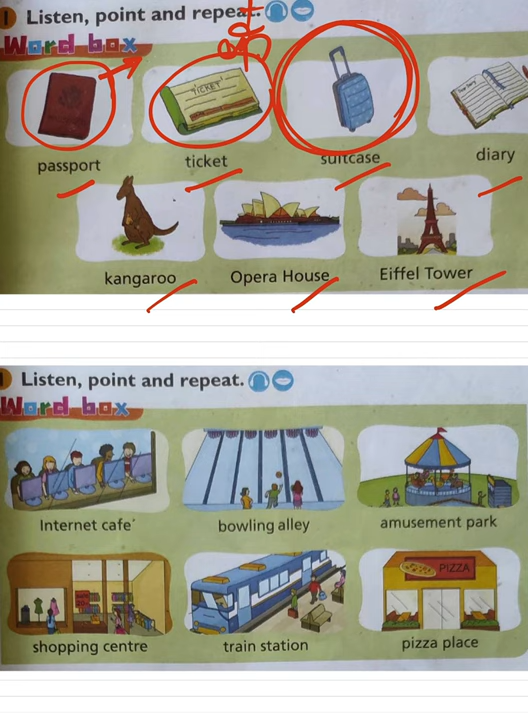 1 Listen, point and repeat.
Word box
TICKET
passport ticket suitcase diary
kangaroo Opera House Eiffel Tower
Listen, point and repeat.
Word box
Internet cafe'
bowling alley
amusement park
PIZZA
shopping centre train station pizza place